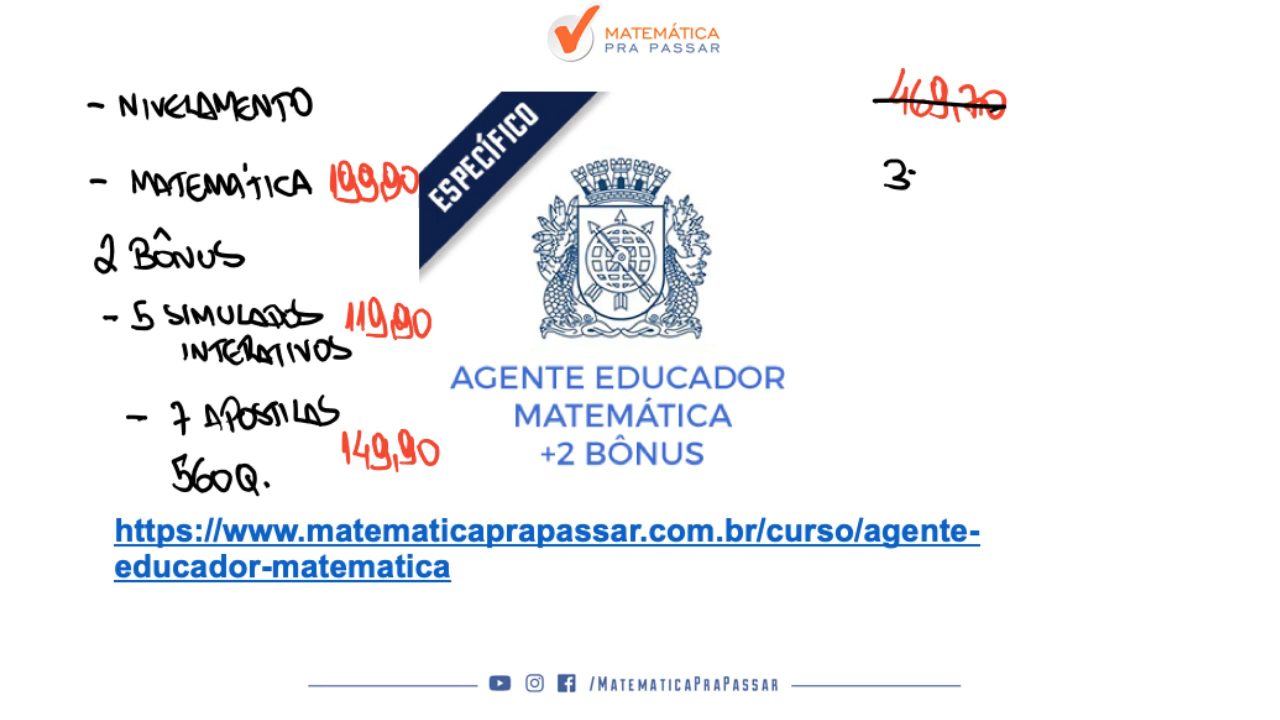 MATEMÁTICA
PRA PASSAR
- NIVELAMENTO
- MATEMÁTICA 199,90
2 BÔNUS
- 5 SIMULADOS 119,90
INTERATIVOS
- 7 APOSTILAS
149,90
560Q.
ESPECÍFICO
AGENTE EDUCADOR
MATEMÁTICA
+2 BÔNUS
469,70
3
https://www.matematicaprapassar.com.br/curso/agente-
educador-matematica
/MATEMATICAPRAPASSAR